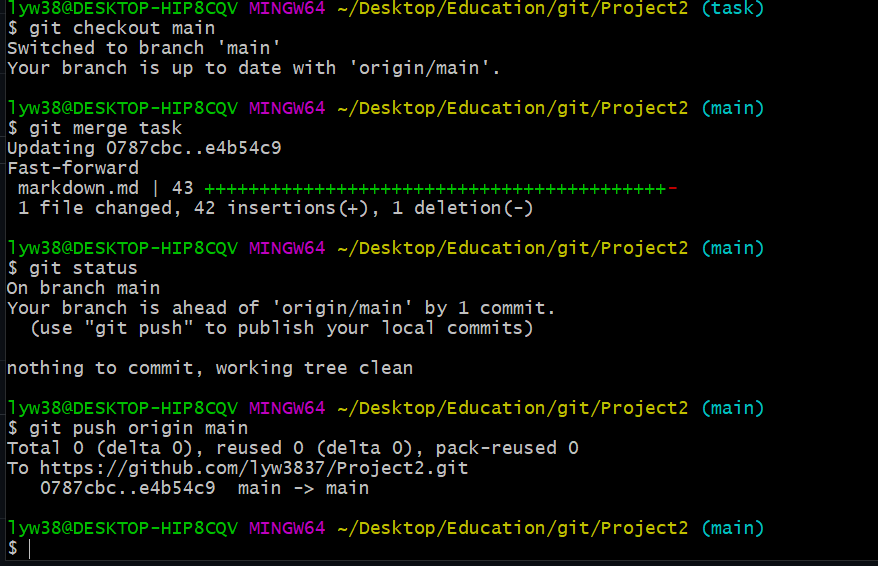 lyw38@DESKTOP-HIP8CQV MINGW64 ~/Desktop/Education/git/Project2 (task)
$ git checkout main
Switched to branch 'main'
Your branch is up to date with 'origin/main'.
lyw38@DESKTOP-HIP8CQV MINGW64 ~/Desktop/Education/git/Project2 (main)
$ git merge task
Updating 0787cbc..e4b54c9
Fast-forward
 markdown.md | 43 ++++++++++++++++++++++++++++++++++++++++++-
 1 file changed, 42 insertions(+), 1 deletion(-)
lyw38@DESKTOP-HIP8CQV MINGW64 ~/Desktop/Education/git/Project2 (main)
$ git status
On branch main
Your branch is ahead of 'origin/main' by 1 commit.
  (use "git push" to publish your local commits)
nothing to commit, working tree clean
lyw38@DESKTOP-HIP8CQV MINGW64 ~/Desktop/Education/git/Project2 (main)
$ git push origin main
Total 0 (delta 0), reused 0 (delta 0), pack-reused 0
To https://github.com/lyw3837/Project2.git
   0787cbc..e4b54c9  main -> main
lyw38@DESKTOP-HIP8CQV MINGW64 ~/Desktop/Education/git/Project2 (main)
$